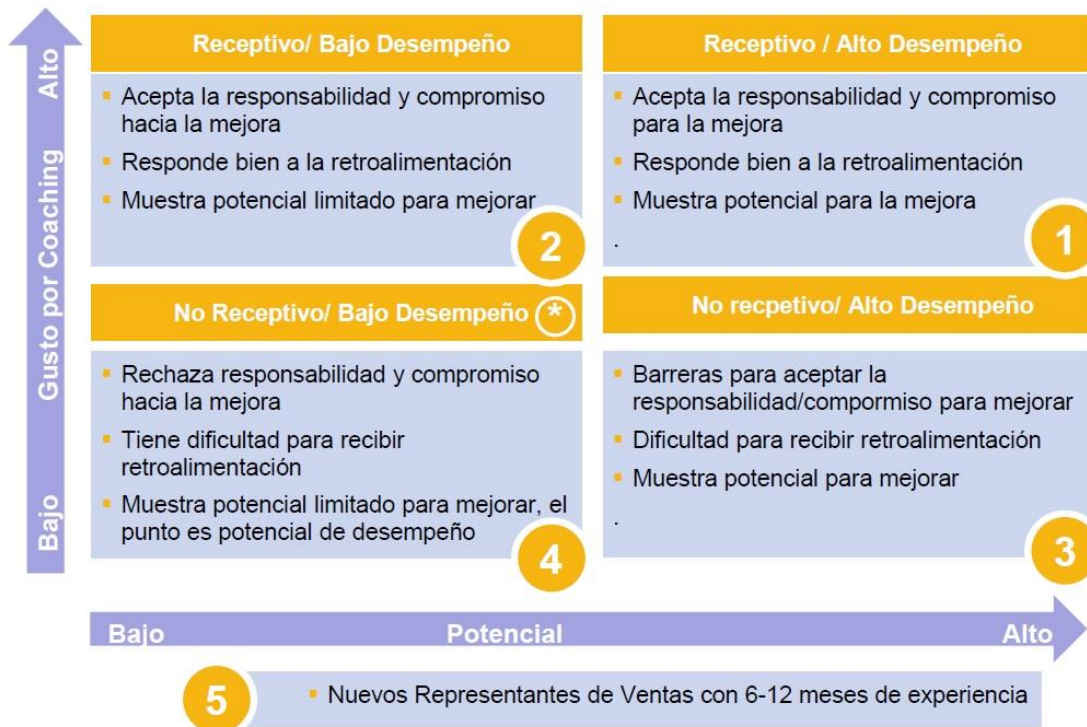 Receptivo/ Bajo Desempeño
▪ Acepta la responsabilidad y compromiso
hacia la mejora
▪ Responde bien a la retroalimentación
▪ Muestra potencial limitado para mejorar
2
Receptivo / Alto Desempeño
▪ Acepta la responsabilidad y compromiso
para la mejora
▪ Responde bien a la retroalimentación
▪ Muestra potencial para la mejora
.
1
No Receptivo/ Bajo Desempeño *
▪ Rechaza responsabilidad y compromiso
hacia la mejora
▪ Tiene dificultad para recibir
retroalimentación
▪ Muestra potencial limitado para mejorar, el
punto es potencial de desempeño
4
No recpetivo/ Alto Desempeño
▪ Barreras para aceptar la
responsabilidad/compormiso para mejorar
▪ Dificultad para recibir retroalimentación
▪ Muestra potencial para mejorar
.
3
Bajo Gusto por Coaching Alto
Bajo Potencial Alto
5
▪ Nuevos Representantes de Ventas con 6-12 meses de experiencia